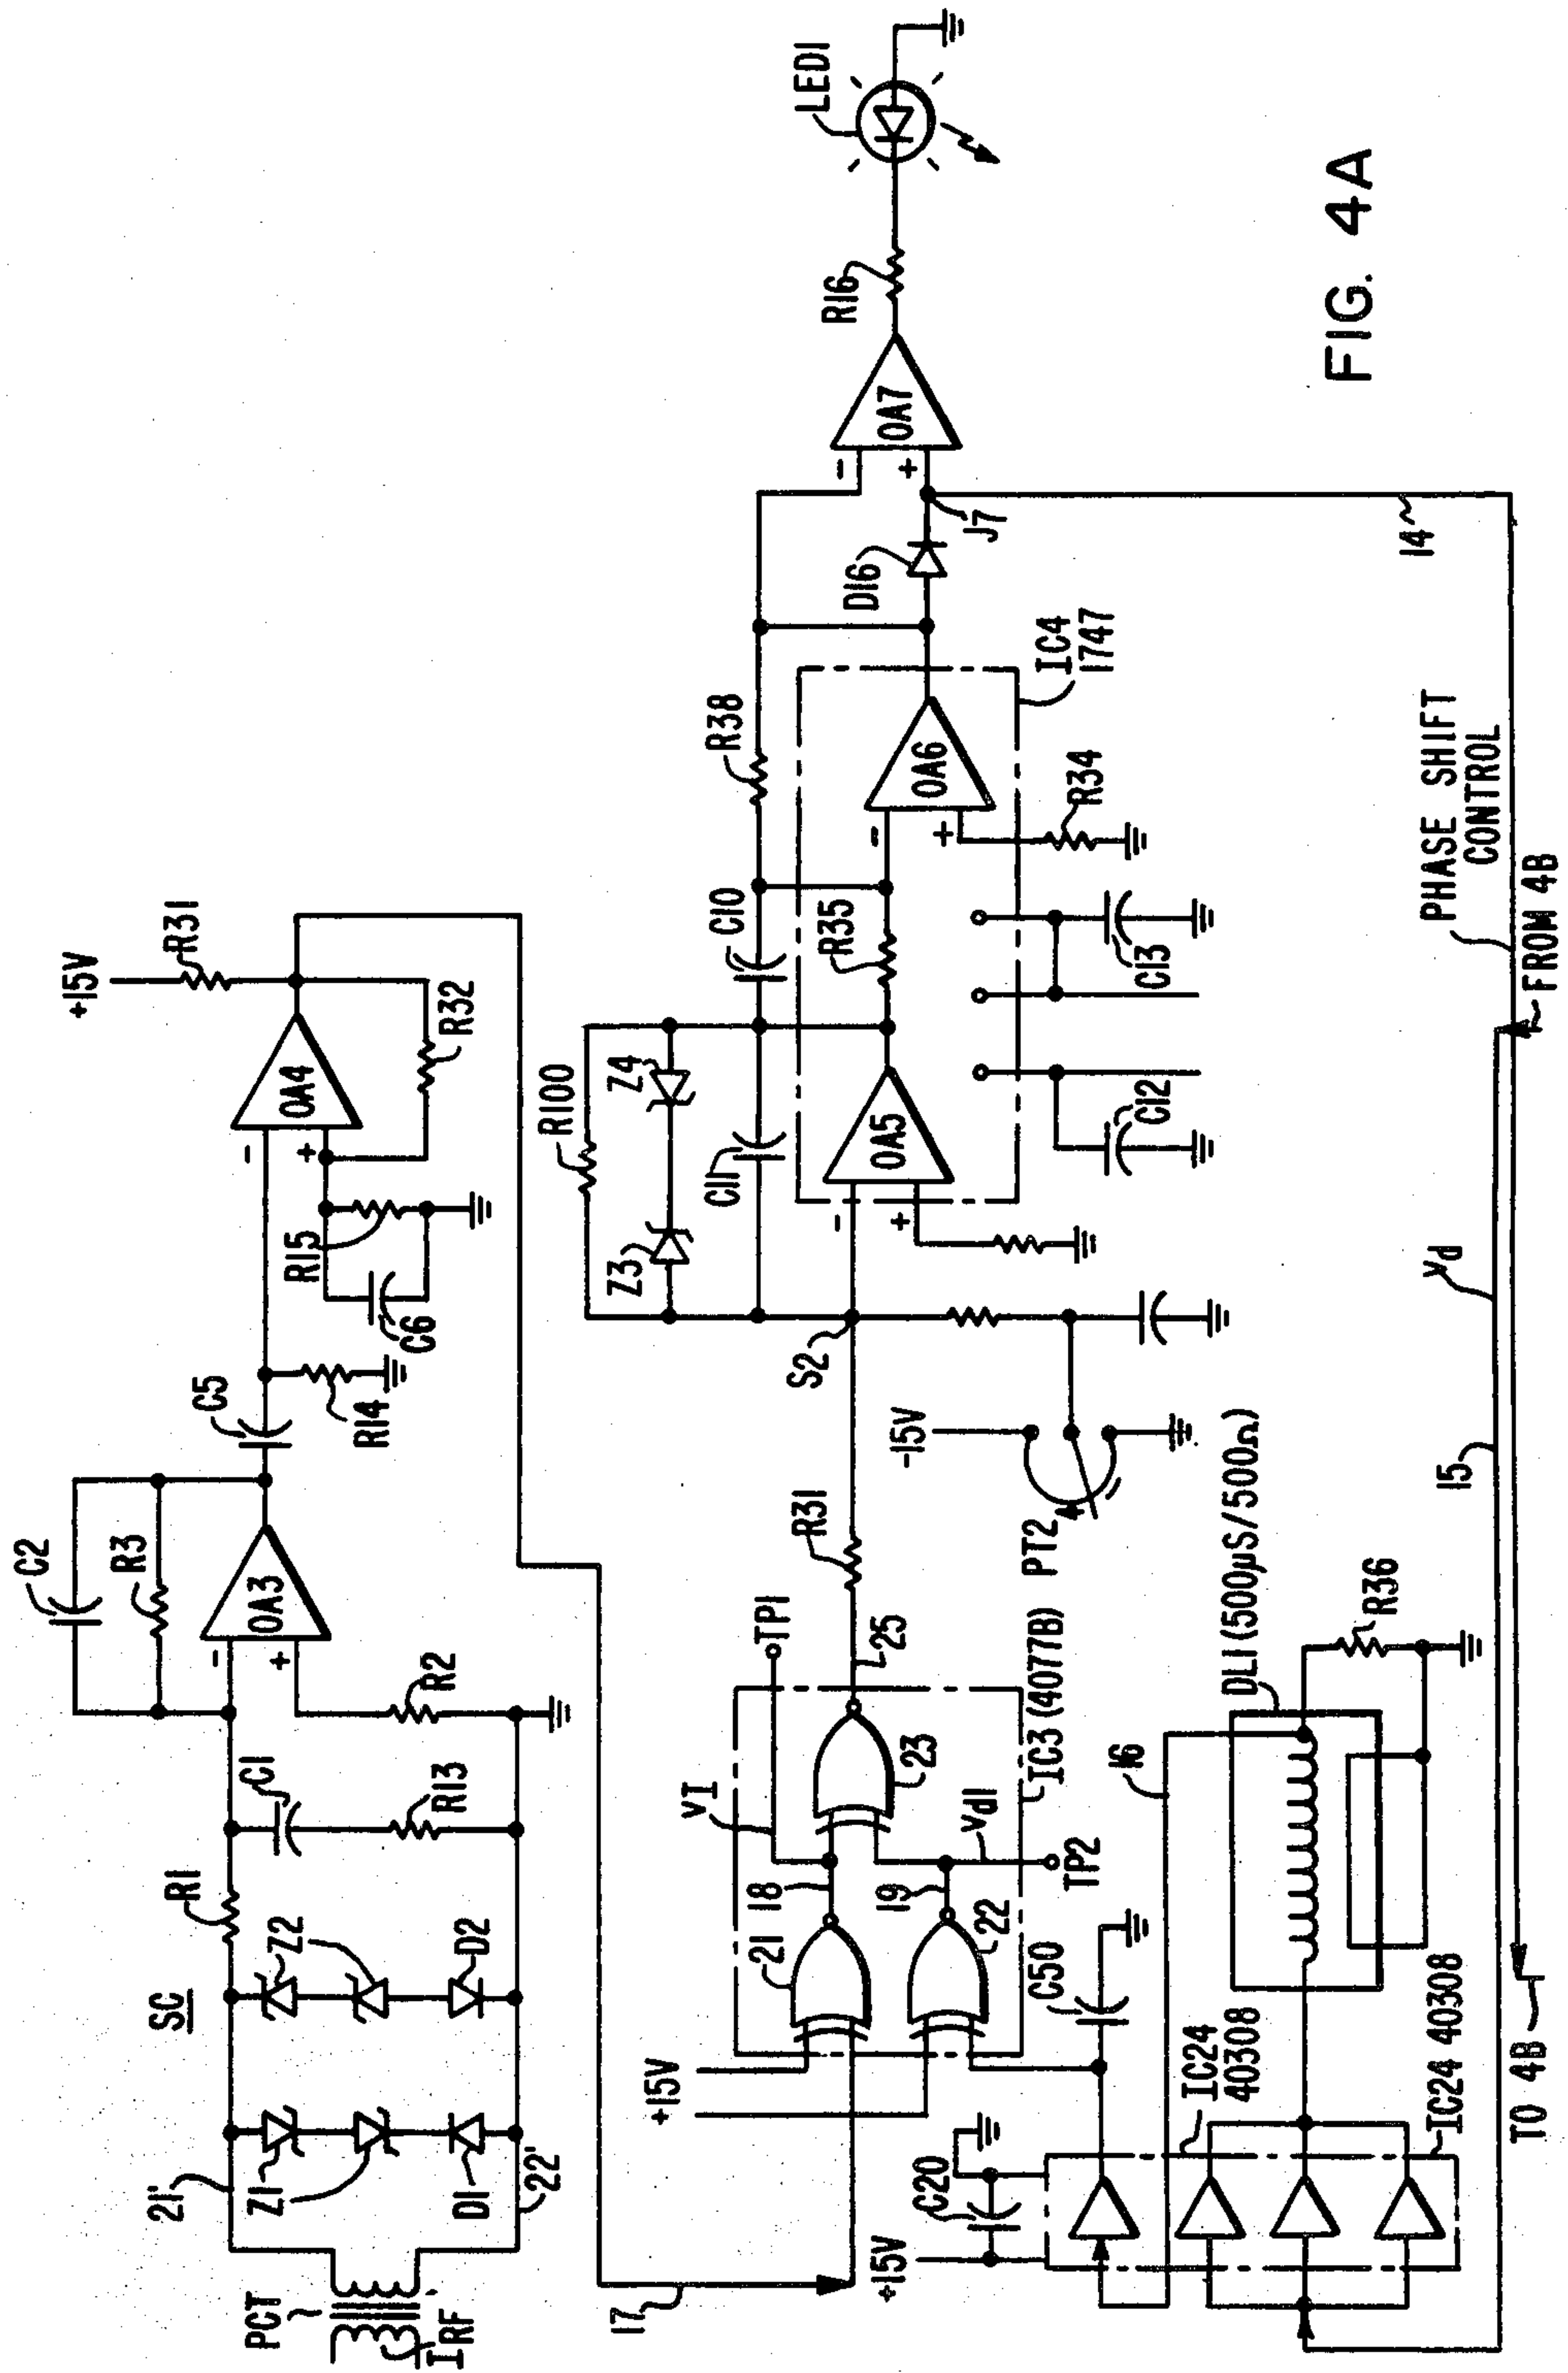 PCT
IRF
21'
22'
Z1
D1
SC
Z2
D2
R1
C1
R13
R2
C2
R3
-
+
OA3
C5
R14
C6
R15
-
+
OA4
R32
+15V
R31
17
+15V
21
18
22
19
VI
Vd1
TP1
TP2
23
25
IC3 (4077B)
R31
S2
-15V
PT2
Z3
Z4
R100
C11
C10
-
+
OA5
R35
C12
C13
-
+
OA6
R34
R38
IC4
1747
D16
J7
-
+
OA7
R16
LED1
14
+15V
C20
C50
IC24
40308
IC24 40308
16
DL1 (500µS/500Ω)
R36
15
Vd
PHASE SHIFT
CONTROL
TO 4B
FROM 4B
FIG. 4A